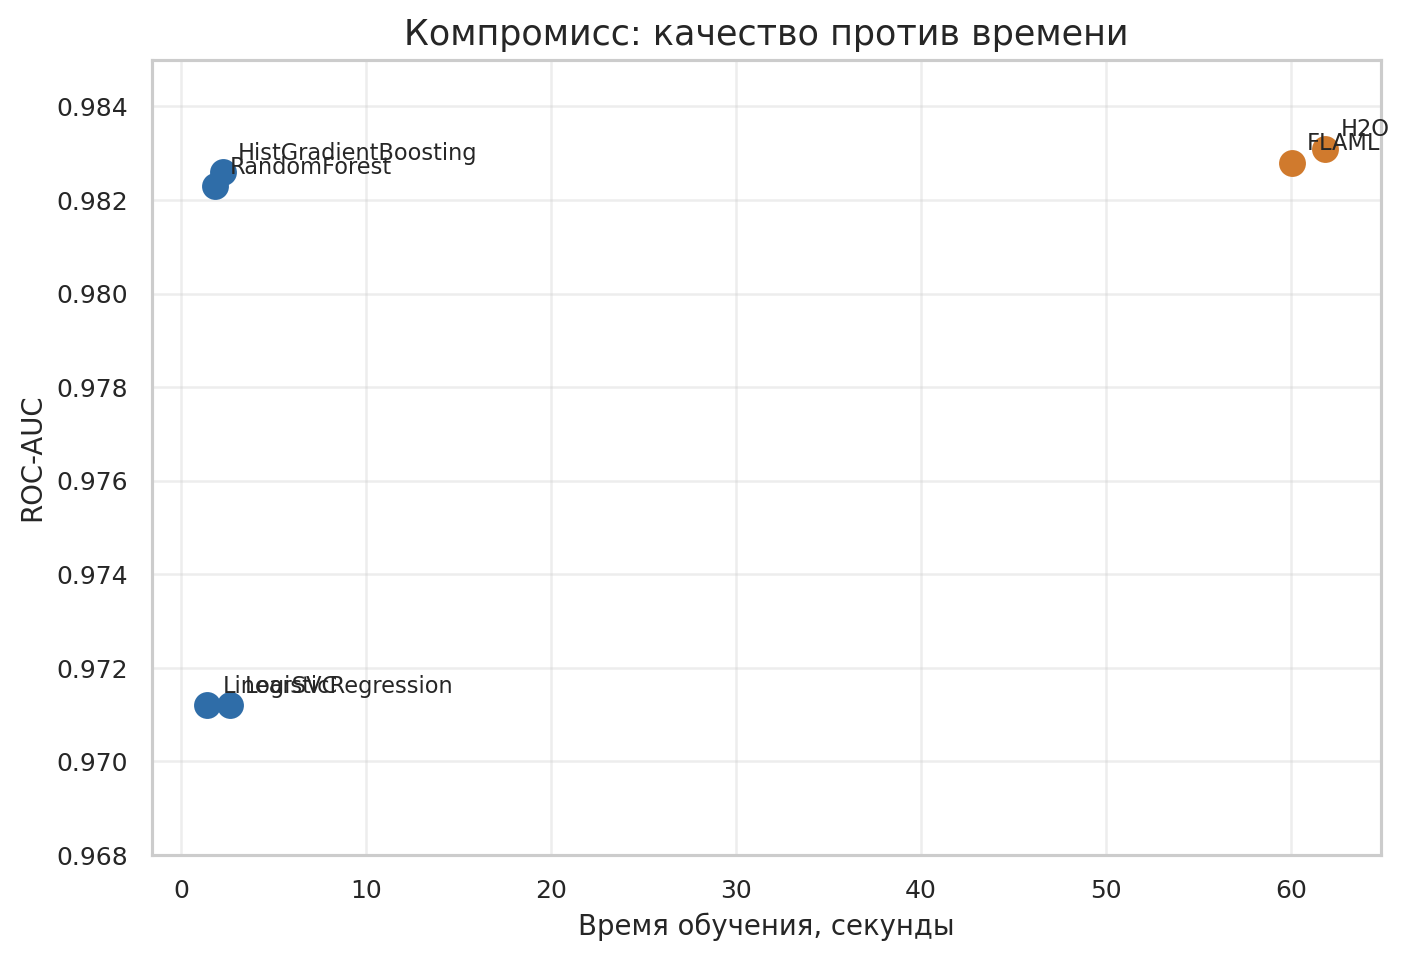 Компромисс: качество против времени
0.984
0.982
0.980
0.978
0.976
0.974
0.972
0.970
0.968
ROC-AUC
HistGradientBoosting
RandomForest
H2O
FLAML
LinearSVC
LogisticRegression
0
10
20
30
40
50
60
Время обучения, секунды